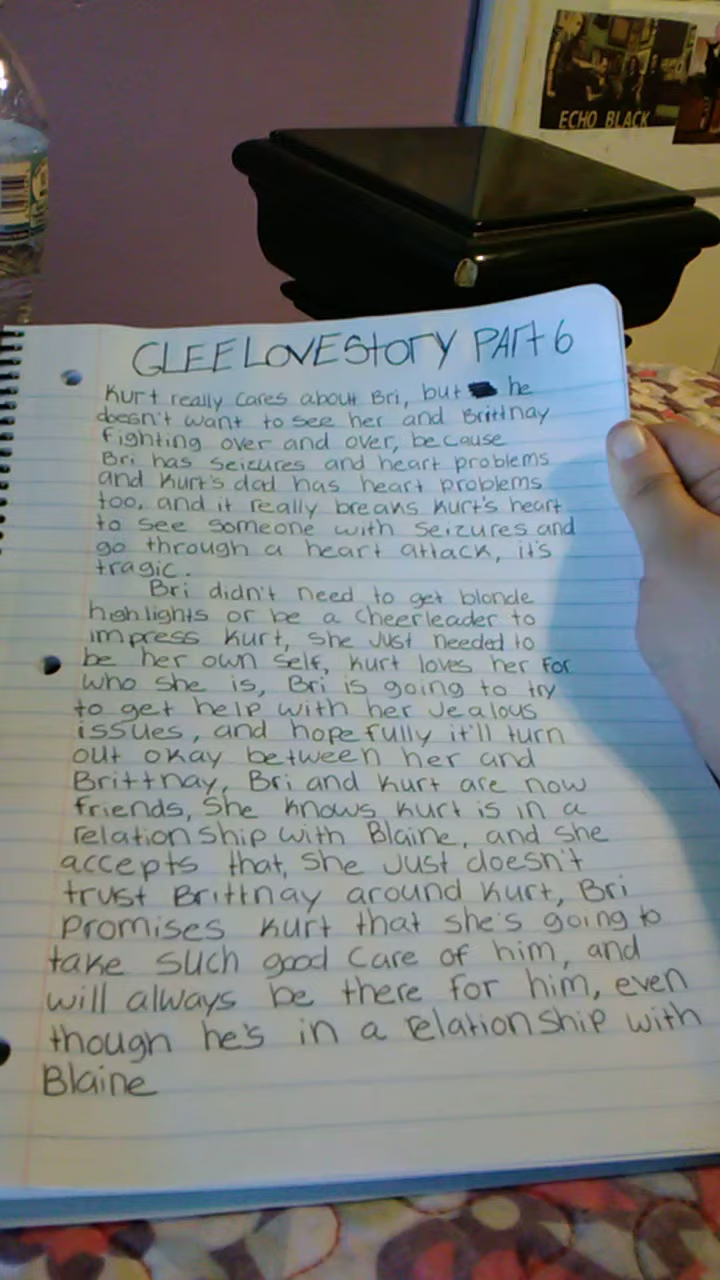 ECHO BLACK
GLEE LOVE StOrY PArt 6
Kurt really cares about Bri, but he
doesn't want to see her and Brittnay
fighting over and over, because
Bri has seizures and heart problems
and Kurt's dad has heart problems
too, and it really breaks Kurt's heart
to see someone with seizures and
go through a heart attack, it's
tragic.
Bri didn't need to get blonde
highlights or be a cheerleader to
impress Kurt, she just needed to
be her own self, Kurt loves her for
who she is, Bri is going to try
to get help with her Jealous
issues, and hopefully it'll turn
out okay between her and
Brittnay, Bri and Kurt are now
friends, She knows Kurt is in a
relationship with Blaine, and she
accepts that, she Just doesn't
trust Brittnay around Kurt, Bri
Promises Kurt that she's going to
take such good care of him, and
will always be there for him, even
though he's in a relationship with
Blaine